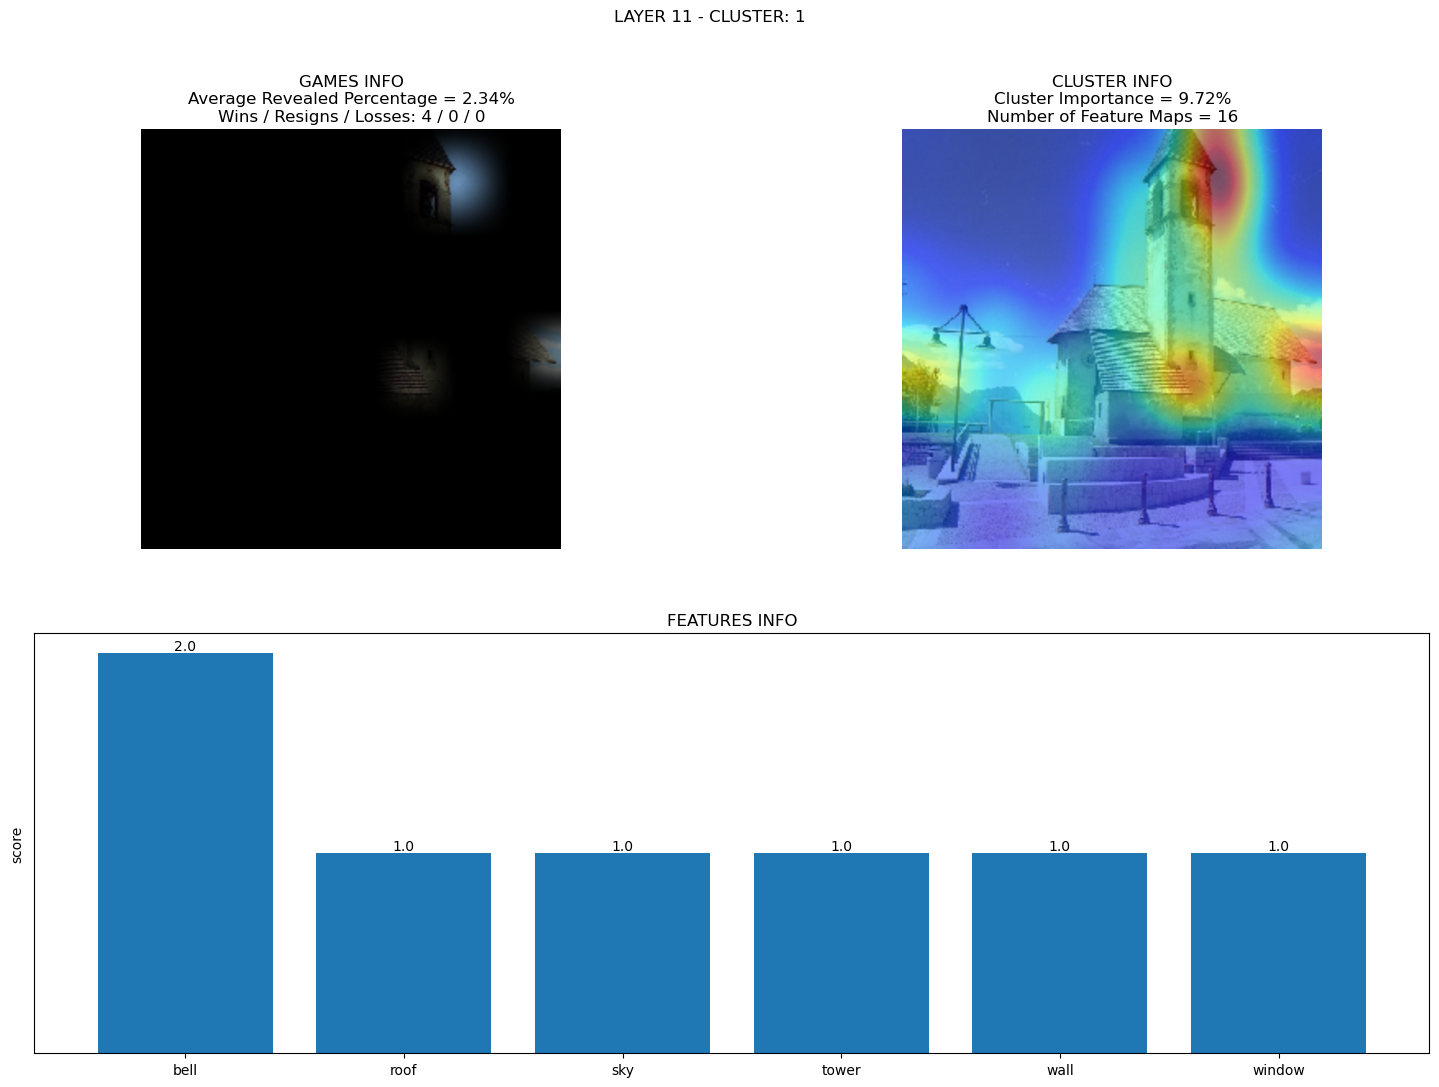 LAYER 11 - CLUSTER: 1
GAMES INFO
Average Revealed Percentage = 2.34%
Wins / Resigns / Losses: 4 / 0 / 0
CLUSTER INFO
Cluster Importance = 9.72%
Number of Feature Maps = 16
FEATURES INFO
score
2.0
1.0
1.0
1.0
1.0
1.0
bell
roof
sky
tower
wall
window